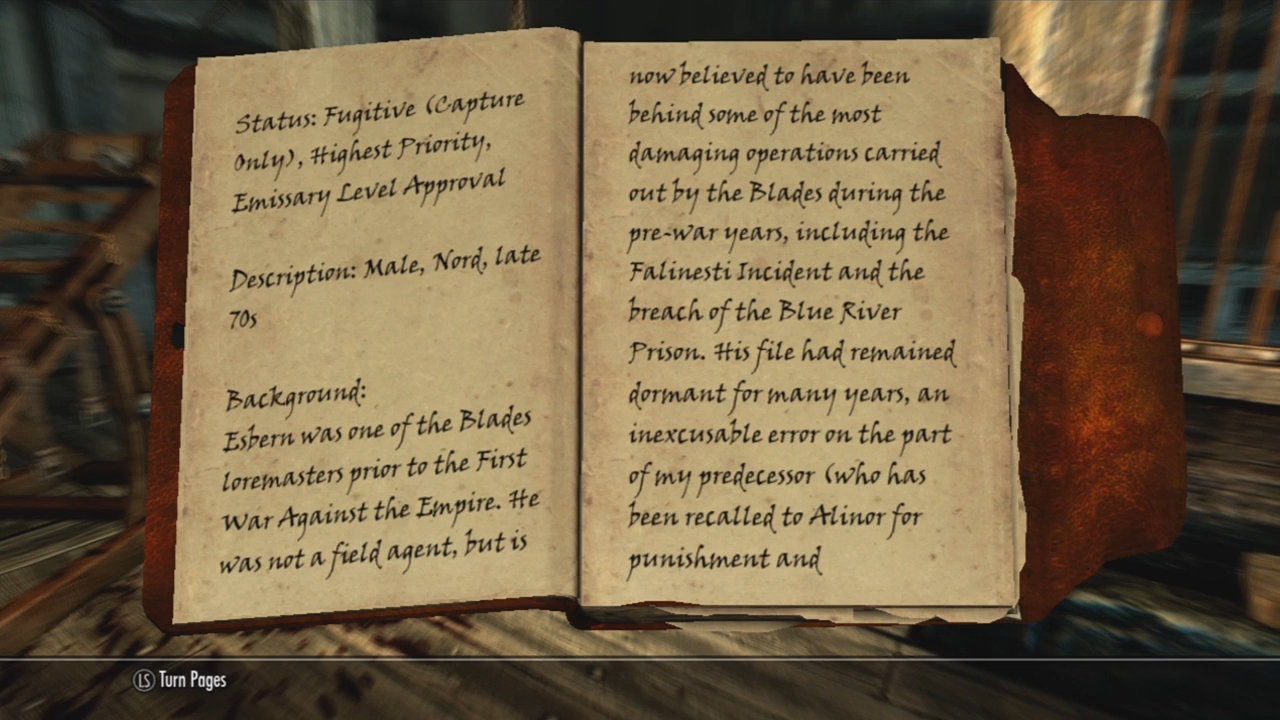 Status: Fugitive (Capture
Only), Highest Priority,
Emissary Level Approval
Description: Male, Nord, late
70s
Background:
Esbern was one of the Blades
loremasters prior to the First
War Against the Empire. He
was not a field agent, but is
now believed to have been
behind some of the most
damaging operations carried
out by the Blades during the
pre-war years, including the
Falinesti Incident and the
breach of the Blue River
Prison. His file had remained
dormant for many years, an
inexcusable error on the part
of my predecessor (who has
been recalled to Alinor for
punishment and
LS Turn Pages